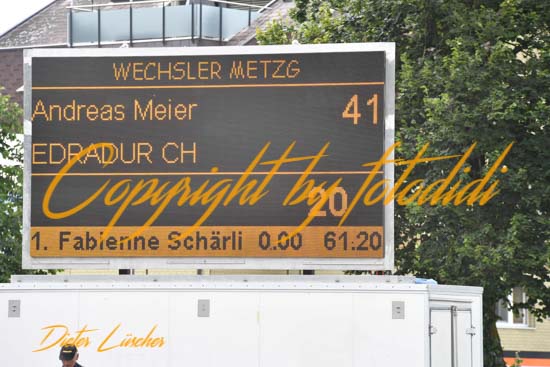 WECHSLER METZG
Andreas Meier 41
EDRADUR CH
Copyright by fotodidi
20
1. Fabienne Schärli 0.00 61:20
Dieter Lüscher